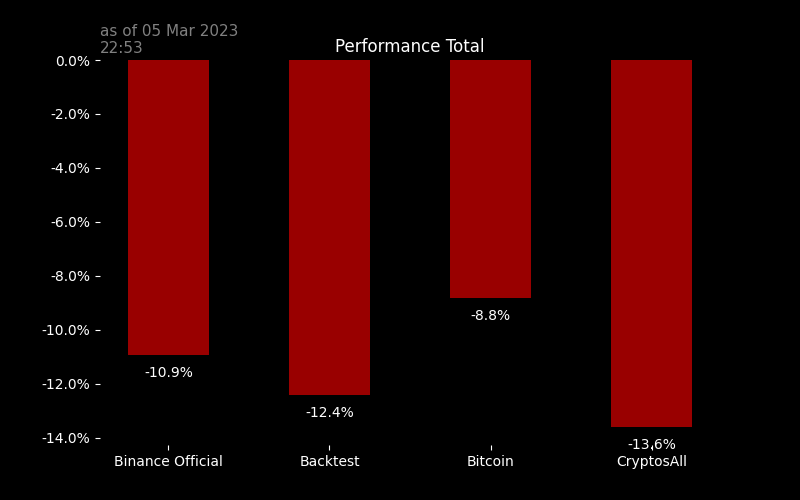 as of 05 Mar 2023
22:53
Performance Total
0.0%
-2.0%
-4.0%
-6.0%
-8.0%
-10.0%
-12.0%
-14.0%
-10.9%
-12.4%
-8.8%
-13.6%
Binance Official
Backtest
Bitcoin
CryptosAll